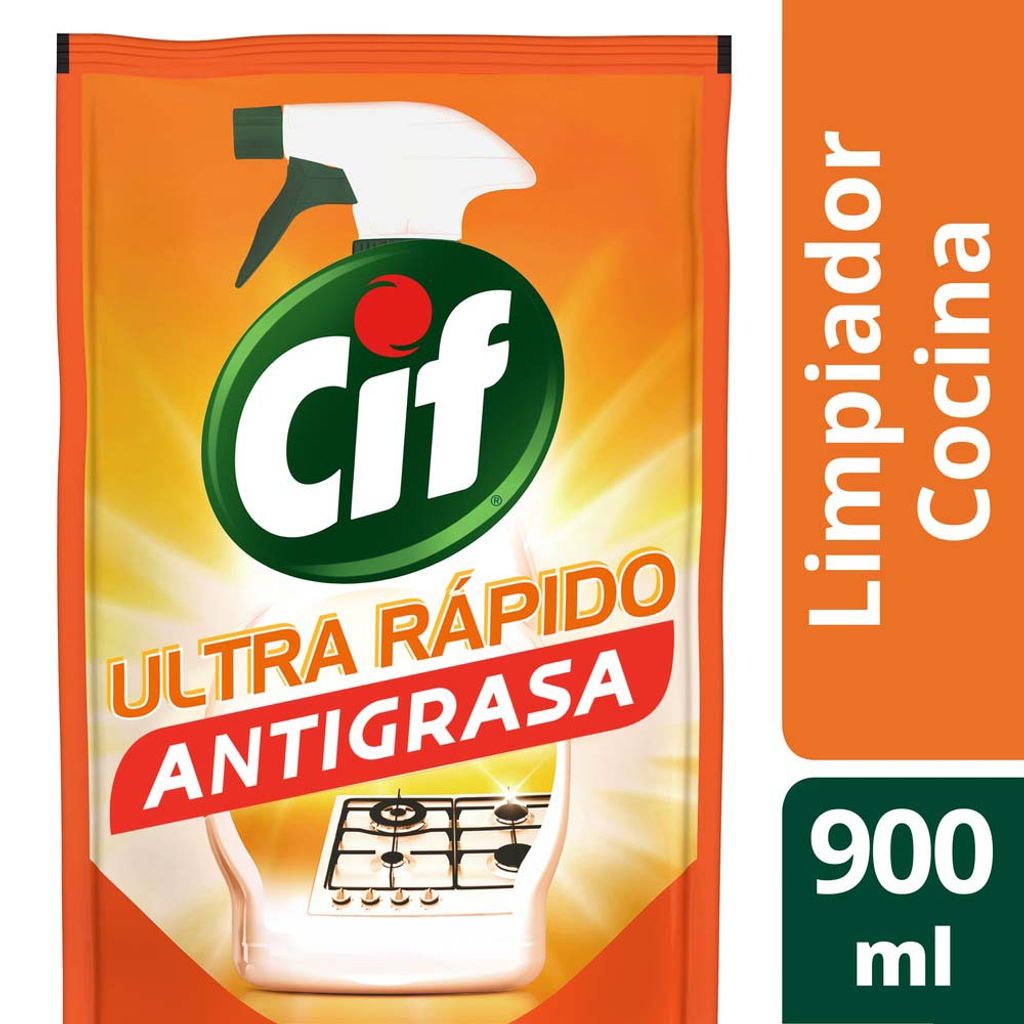 Cif
®
ULTRA RÁPIDO
ANTIGRASA
Limpiador
Cocina
900
ml